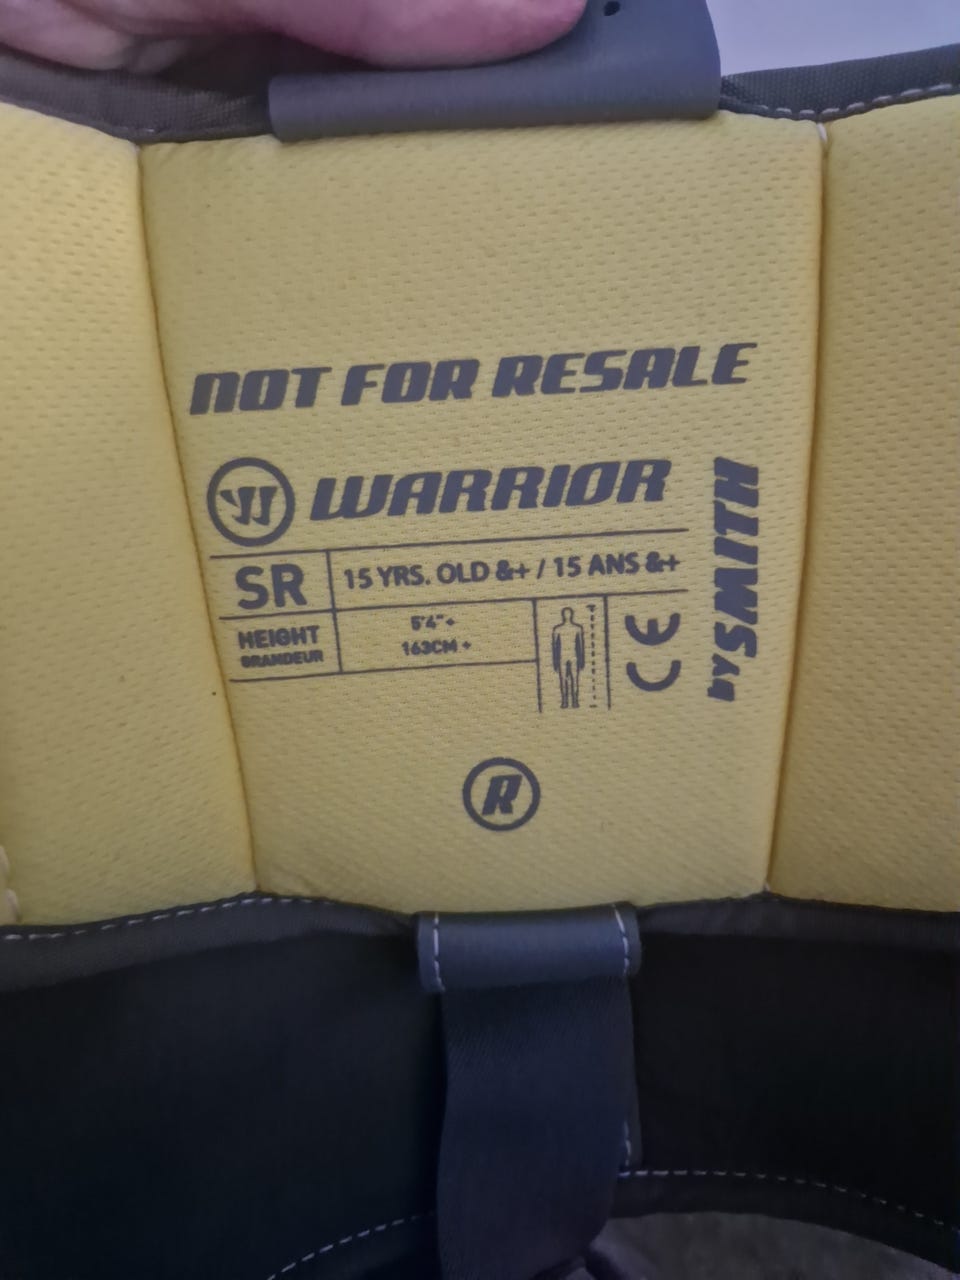 NOT FOR RESALE
W WARRIOR
SR 15 YRS. OLD &+ / 15 ANS &+
HEIGHT 5'4"+
GRANDEUR 163CM +
CE
by SMITH
R